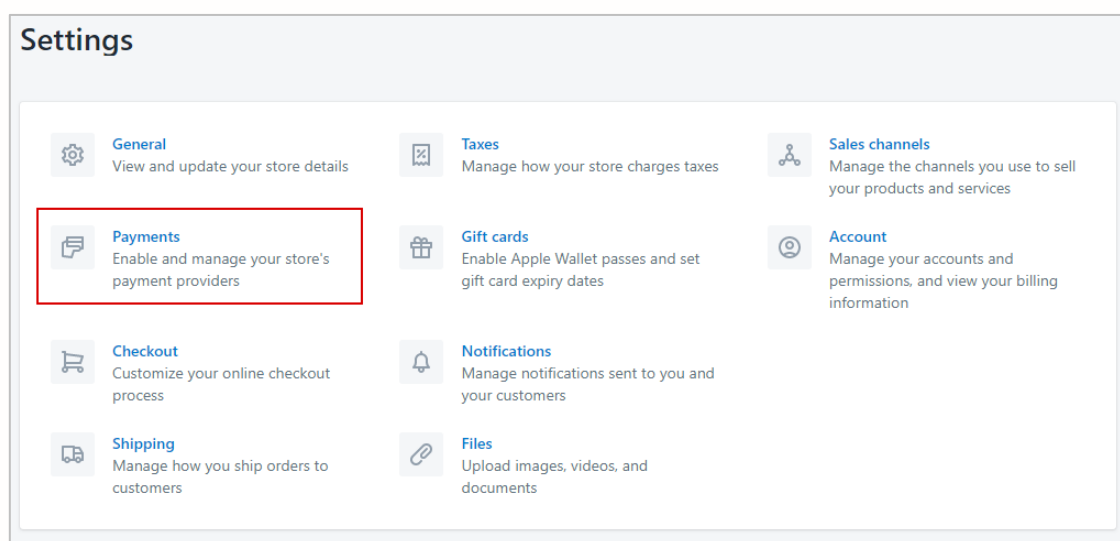 Settings
General
View and update your store details
Payments
Enable and manage your store's
payment providers
Checkout
Customize your online checkout
process
Shipping
Manage how you ship orders to
customers
Taxes
Manage how your store charges taxes
Gift cards
Enable Apple Wallet passes and set
gift card expiry dates
Notifications
Manage notifications sent to you and
your customers
Files
Upload images, videos, and
documents
Sales channels
Manage the channels you use to sell
your products and services
Account
Manage your accounts and
permissions, and view your billing
information